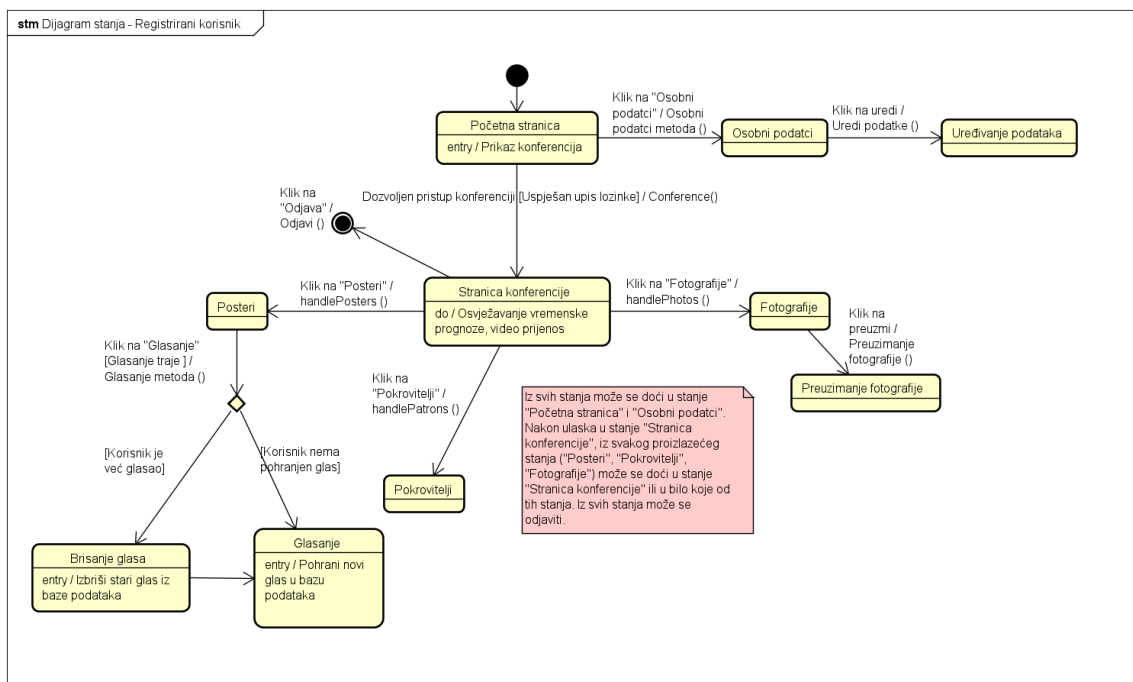 stm Dijagram stanja - Registrirani korisnik
Klik na "Osobni
podatci" / Osobni
podatci metoda ()
Klik na uredi /
Uredi podatke ()
Početna stranica
entry / Prikaz konferencija
Osobni podatci
Uređivanje podataka
Klik na
"Odjava" /
Odjavi ()
Dozvoljen pristup konferenciji [Uspješan upis lozinke] / Conference()
Klik na "Posteri" /
handlePosters ()
Stranica konferencije
do / Osvježavanje vremenske
prognoze, video prijenos
Klik na "Fotografije" /
handlePhotos ()
Posteri
Fotografije
Klik na
preuzmi /
Preuzimanje
fotografije ()
Klik na "Glasanje"
[Glasanje traje ] /
Glasanje metoda ()
Klik na
"Pokrovitelji" /
handlePatrons ()
Preuzimanje fotografije
Iz svih stanja može se doći u stanje
"Početna stranica" i "Osobni podatci".
Nakon ulaska u stanje "Stranica
konferencije", iz svakog proizlazećeg
stanja ("Posteri", "Pokrovitelji",
"Fotografije") može se doći u stanje
"Stranica konferencije" ili u bilo koje od
tih stanja. Iz svih stanja može se
odjaviti.
[Korisnik je
već glasao]
[Korisnik nema
pohranjen glas]
Pokrovitelji
Brisanje glasa
entry / Izbriši stari glas iz
baze podataka
Glasanje
entry / Pohrani novi
glas u bazu
podataka